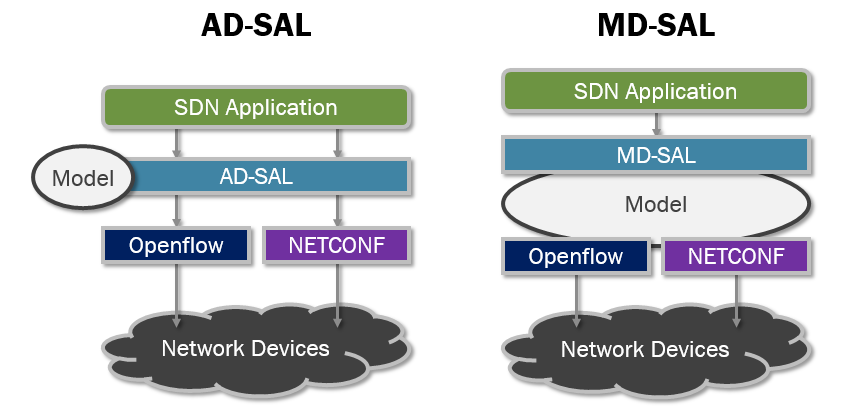 AD-SAL
SDN Application
Model
AD-SAL
Openflow
NETCONF
Network Devices
MD-SAL
SDN Application
MD-SAL
Model
Openflow
NETCONF
Network Devices